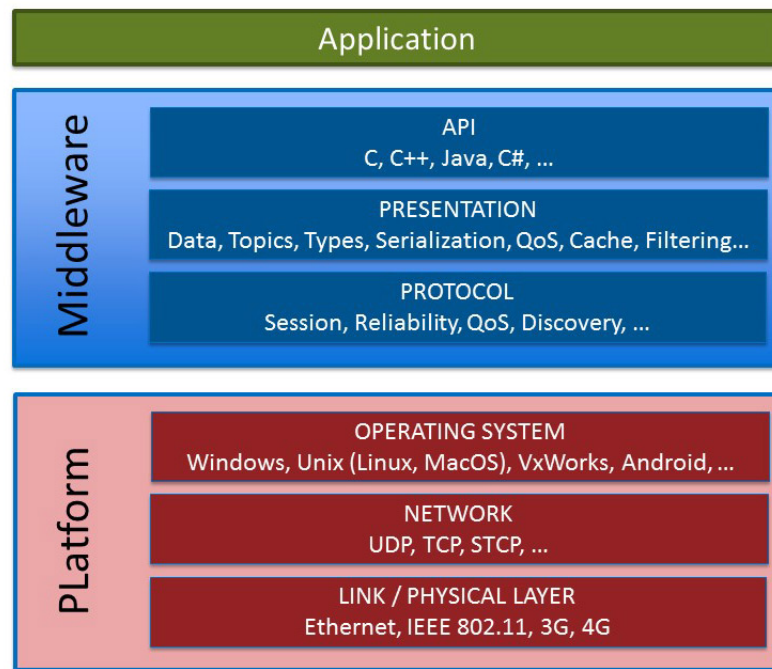 Application
Middleware
API
C, C++, Java, C#, ...
PRESENTATION
Data, Topics, Types, Serialization, QoS, Cache, Filtering...
PROTOCOL
Session, Reliability, QoS, Discovery, ...
PLatform
OPERATING SYSTEM
Windows, Unix (Linux, MacOS), VxWorks, Android, ...
NETWORK
UDP, TCP, STCP, ...
LINK / PHYSICAL LAYER
Ethernet, IEEE 802.11, 3G, 4G